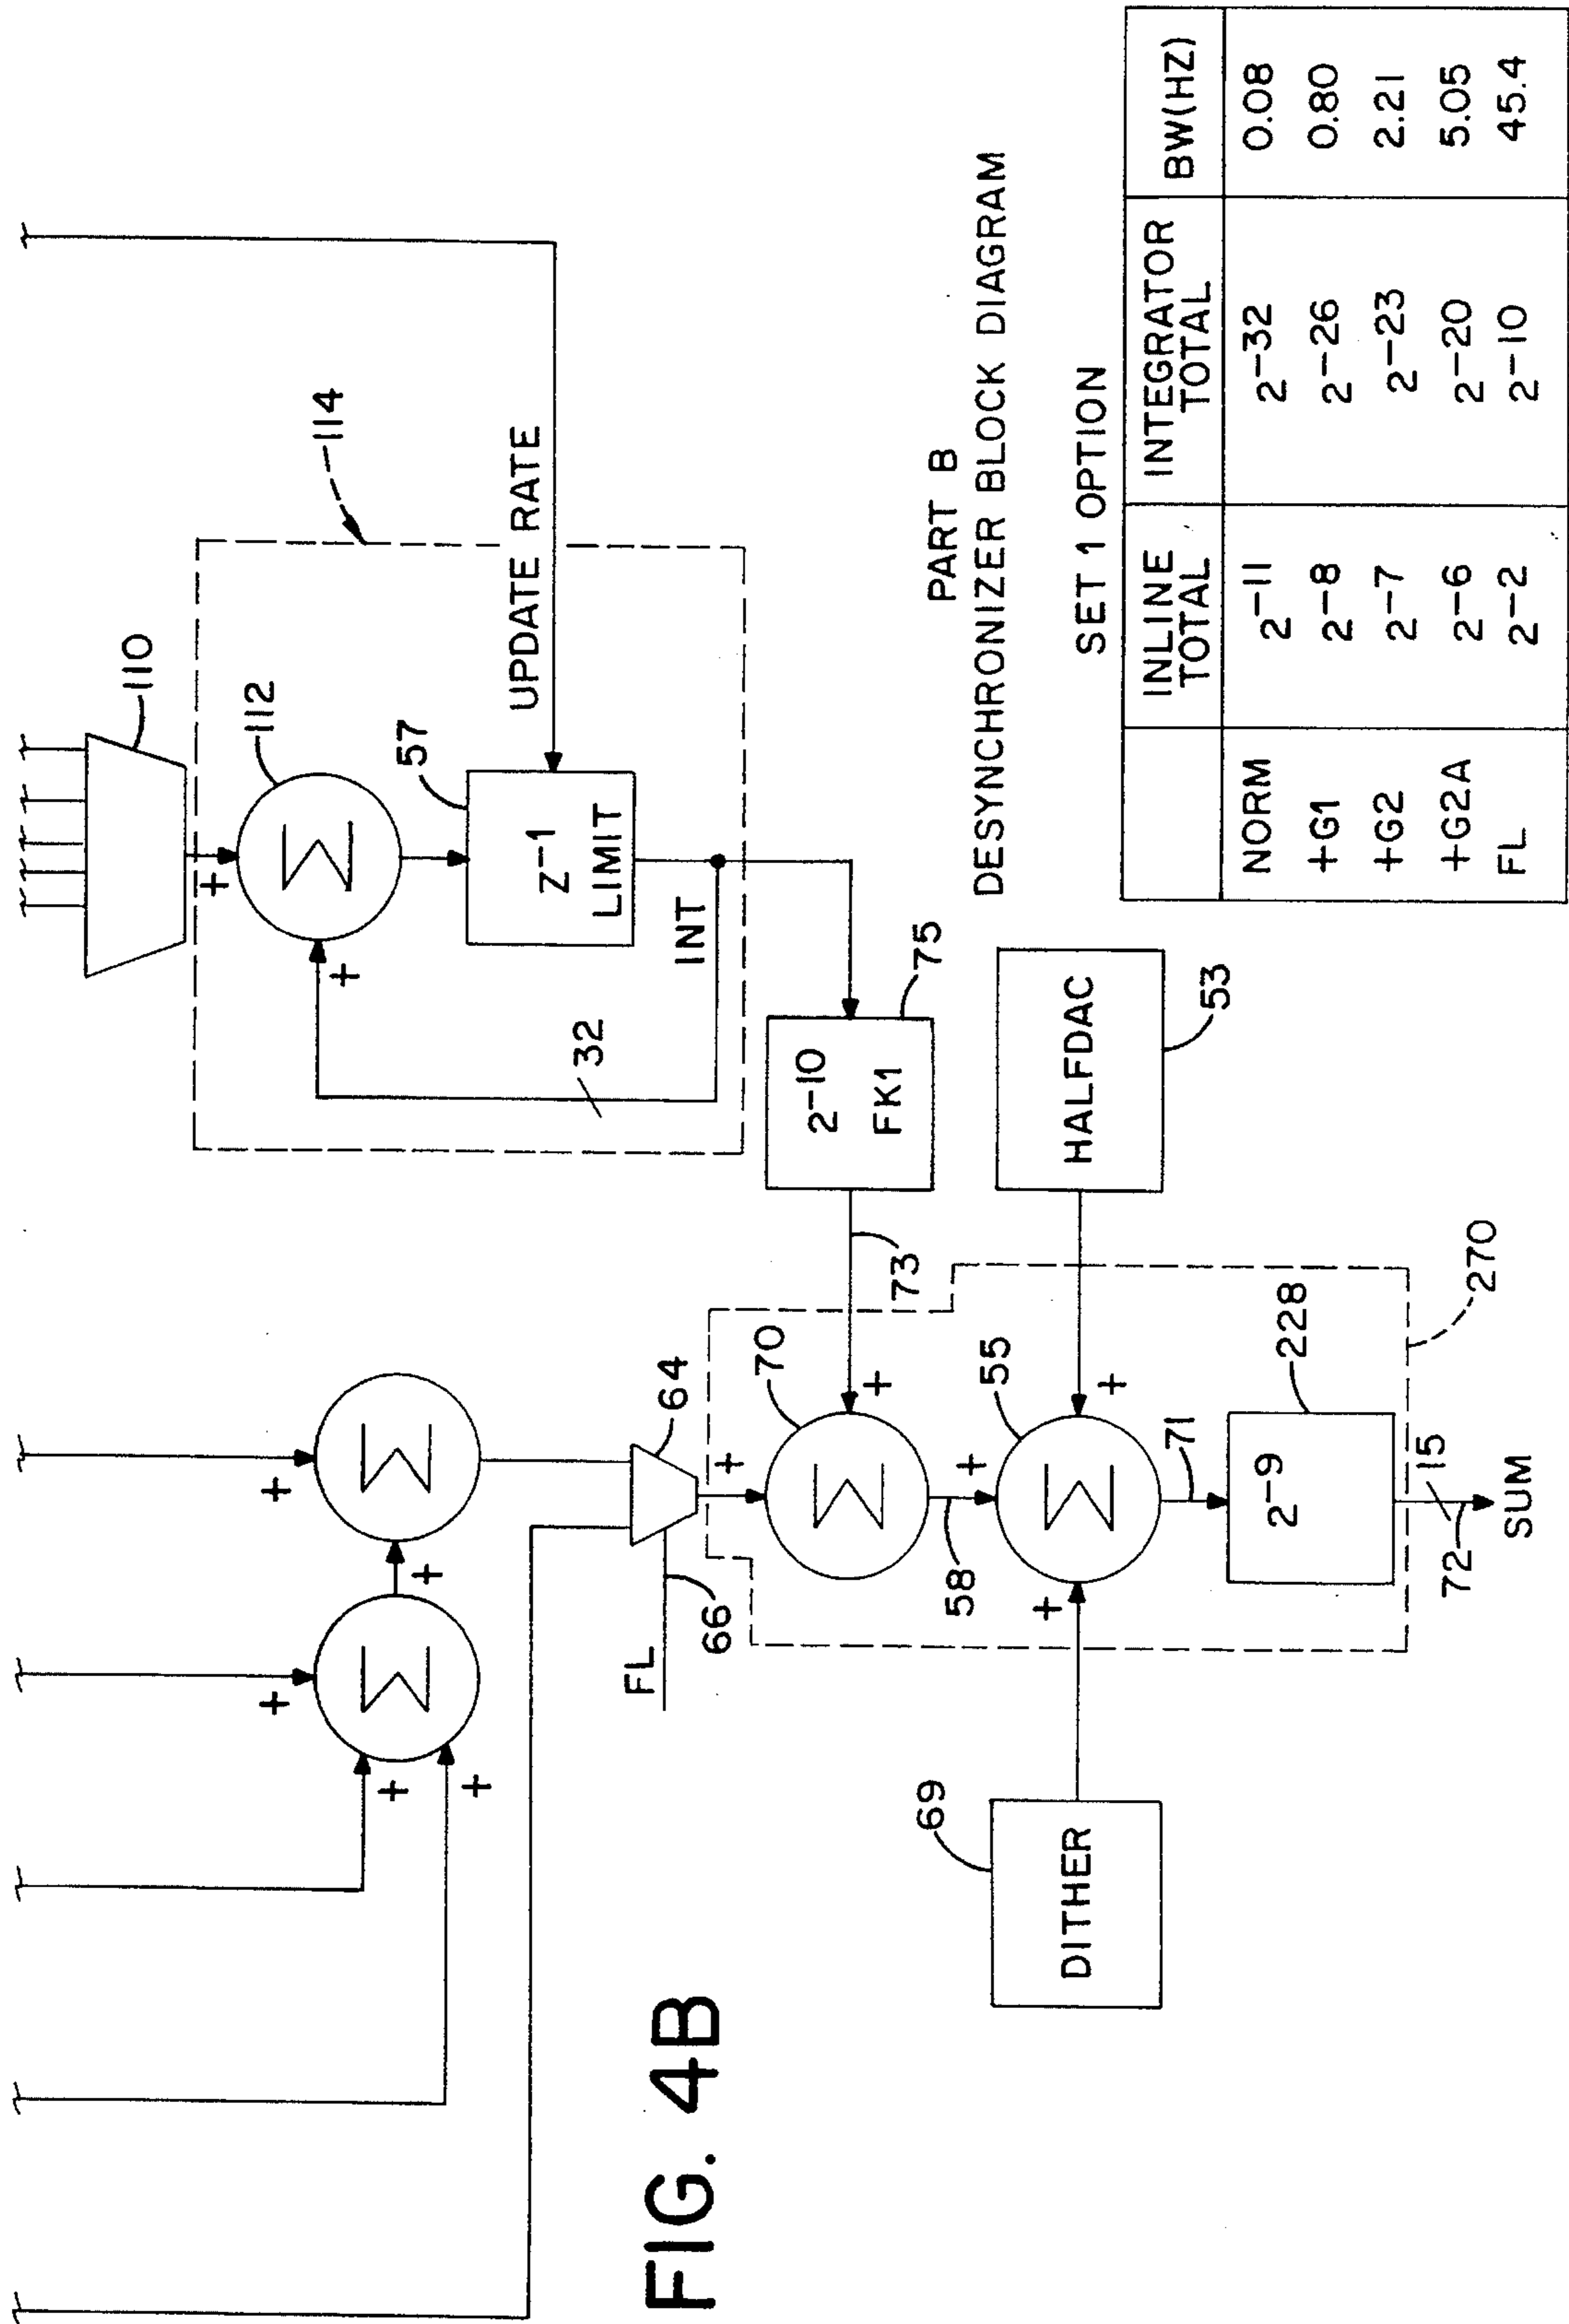 110
+
112
Σ
114
+
57
Z-1
LIMIT
UPDATE RATE
INT
32
2-10
FK1
75
73
HALFDAC
53
+
Σ
+
+
+
+
Σ
64
FL
66
+
70
Σ
+
58
+
55
Σ
+
+
71
2-9
228
15
72
SUM
270
69
DITHER
FIG. 4B
PART B
DESYNCHRONIZER BLOCK DIAGRAM
SET 1 OPTION
INLINE TOTAL INTEGRATOR TOTAL BW(HZ)
NORM 2-11 2-32 0.08
+G1 2-8 2-26 0.80
+G2 2-7 2-23 2.21
+G2A 2-6 2-20 5.05
FL 2-2 2-10 45.4